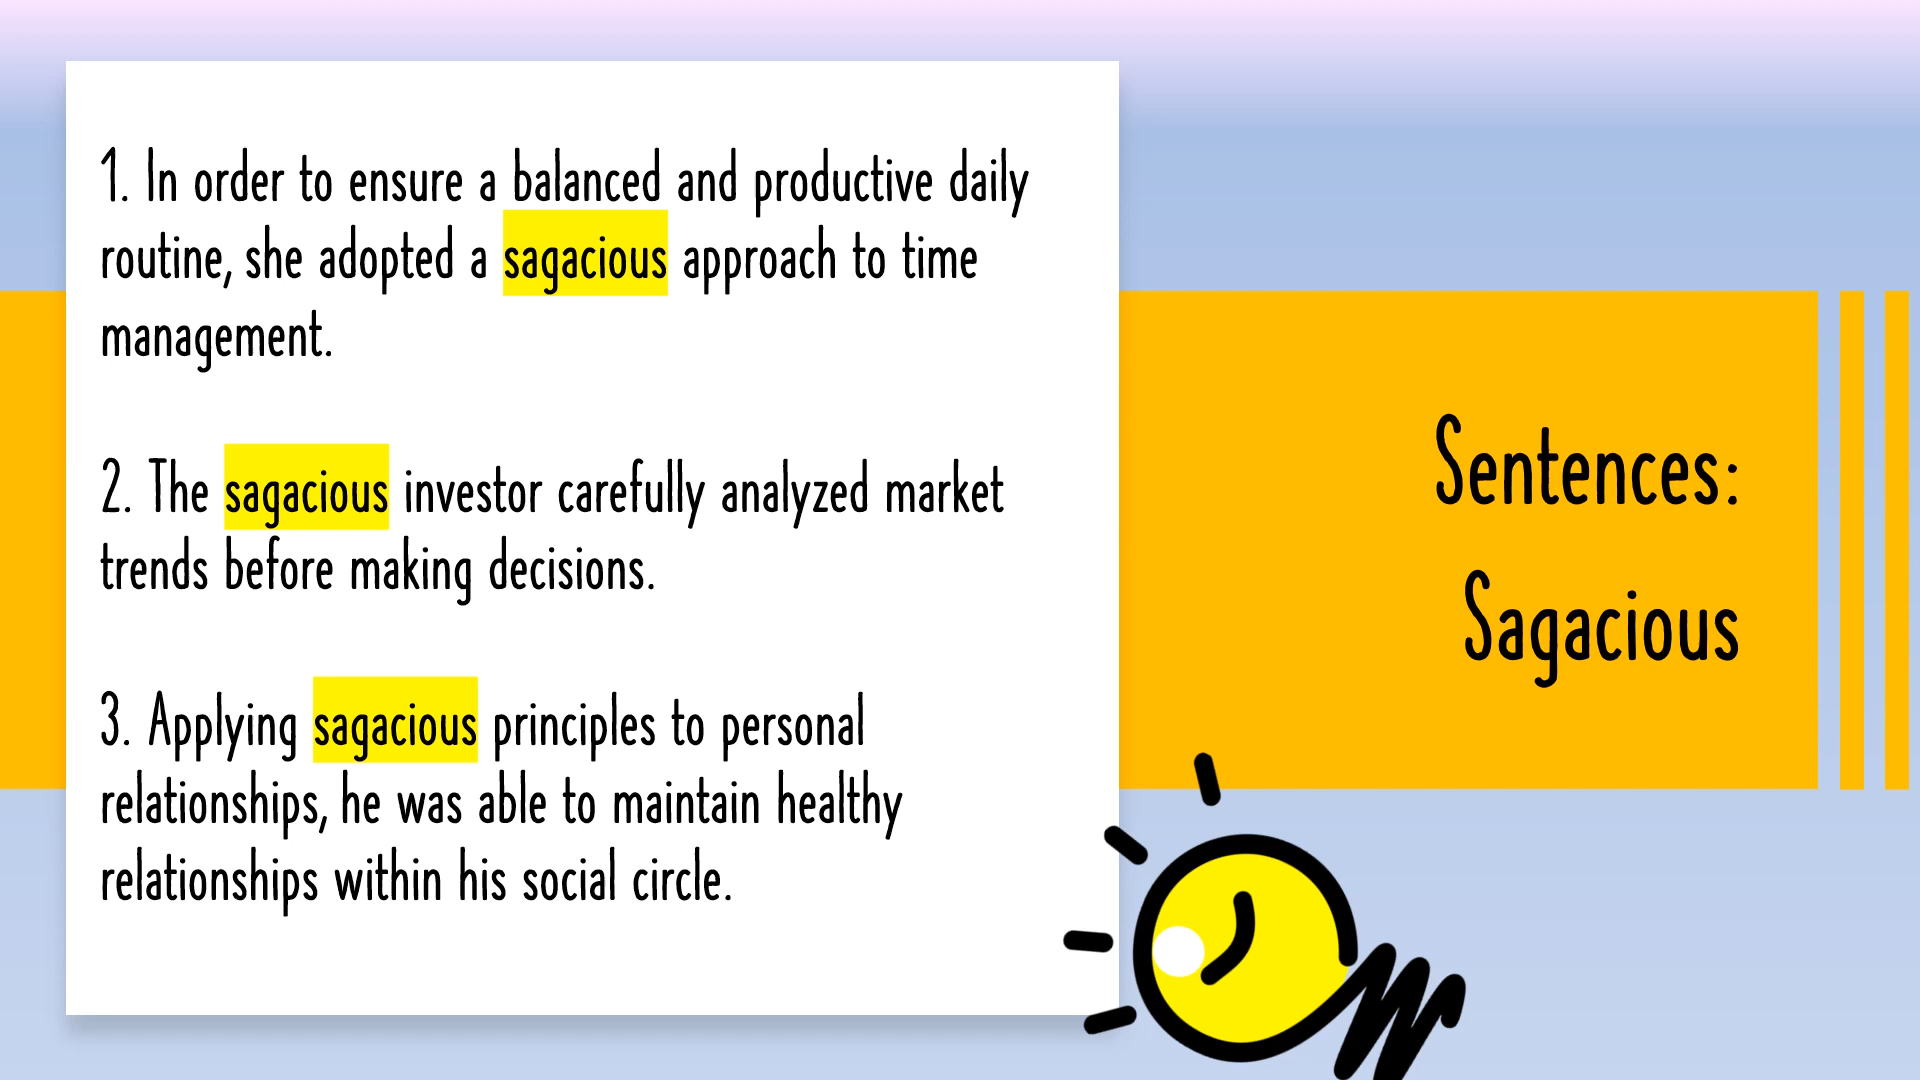 1. In order to ensure a balanced and productive daily
routine, she adopted a sagacious approach to time
management.
2. The sagacious investor carefully analyzed market
trends before making decisions.
3. Applying sagacious principles to personal
relationships, he was able to maintain healthy
relationships within his social circle.
Sentences:
Sagacious